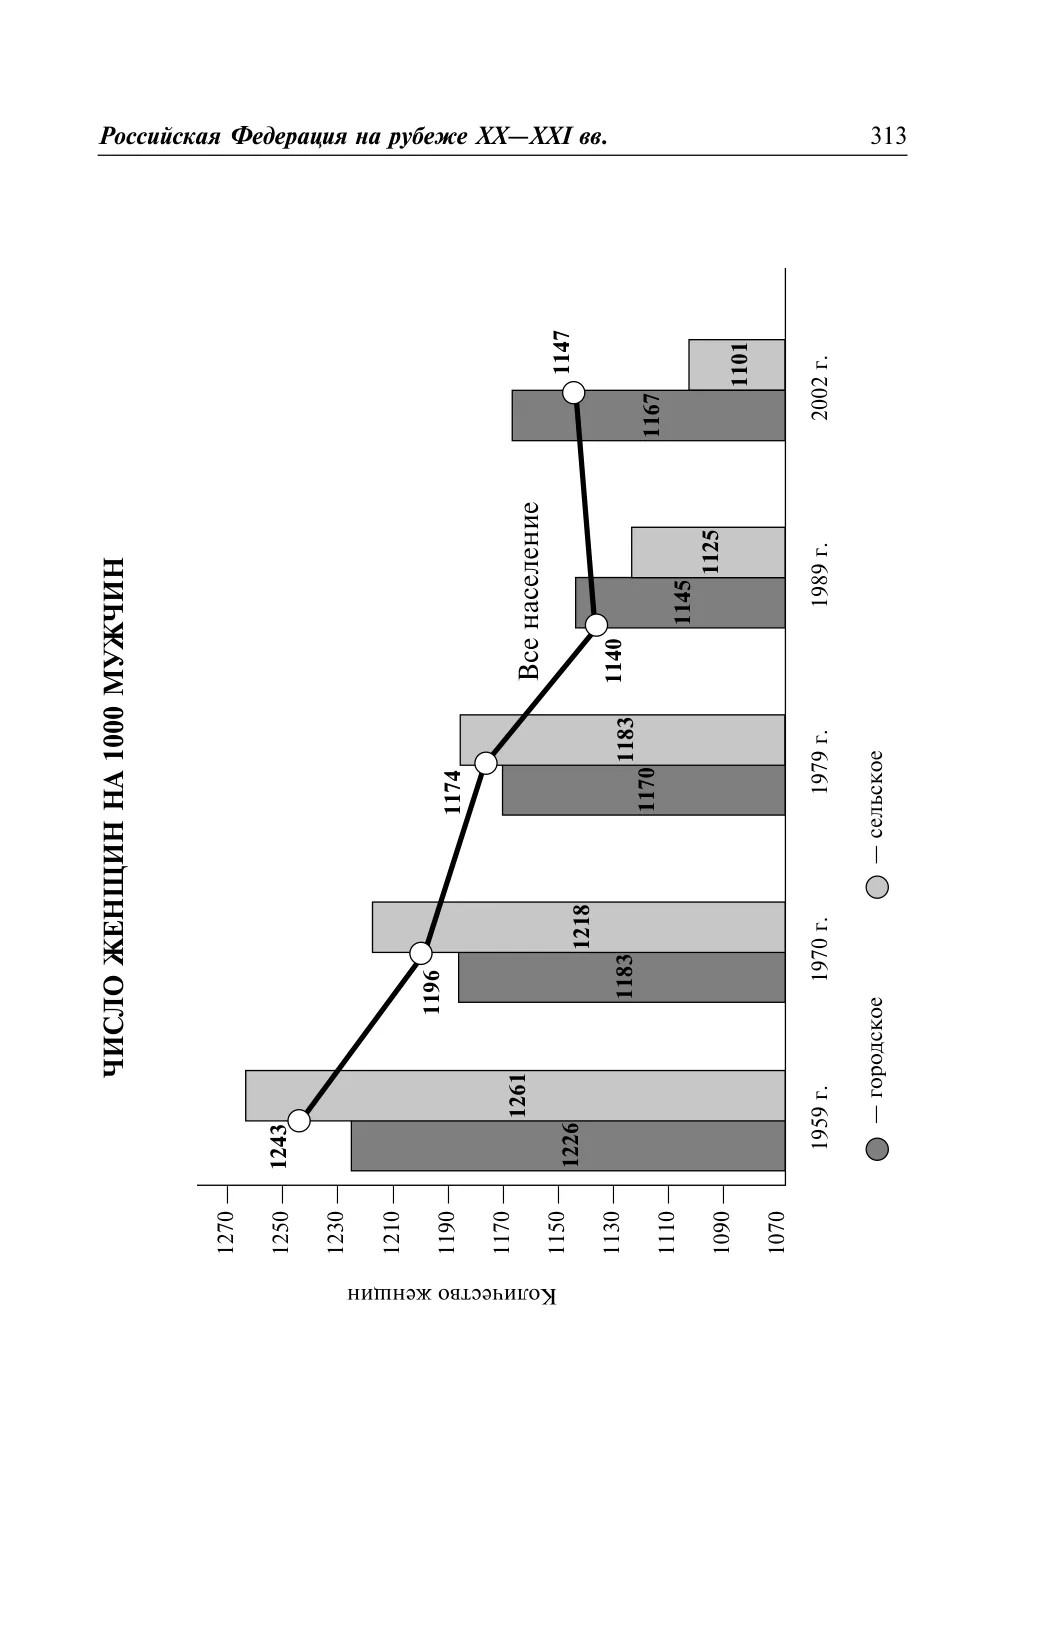 Российская Федерация на рубеже XX—XXI вв. 313
ЧИСЛО ЖЕНЩИН НА 1000 МУЖЧИН
Количество женщин
1270
1250
1230
1210
1190
1170
1150
1130
1110
1090
1070
1243
1226
1261
1196
1183
1218
1174
1170
1183
Все население
1140
1145
1125
1147
1167
1101
1959 г.
1970 г.
1979 г.
1989 г.
2002 г.
— городское
— сельское